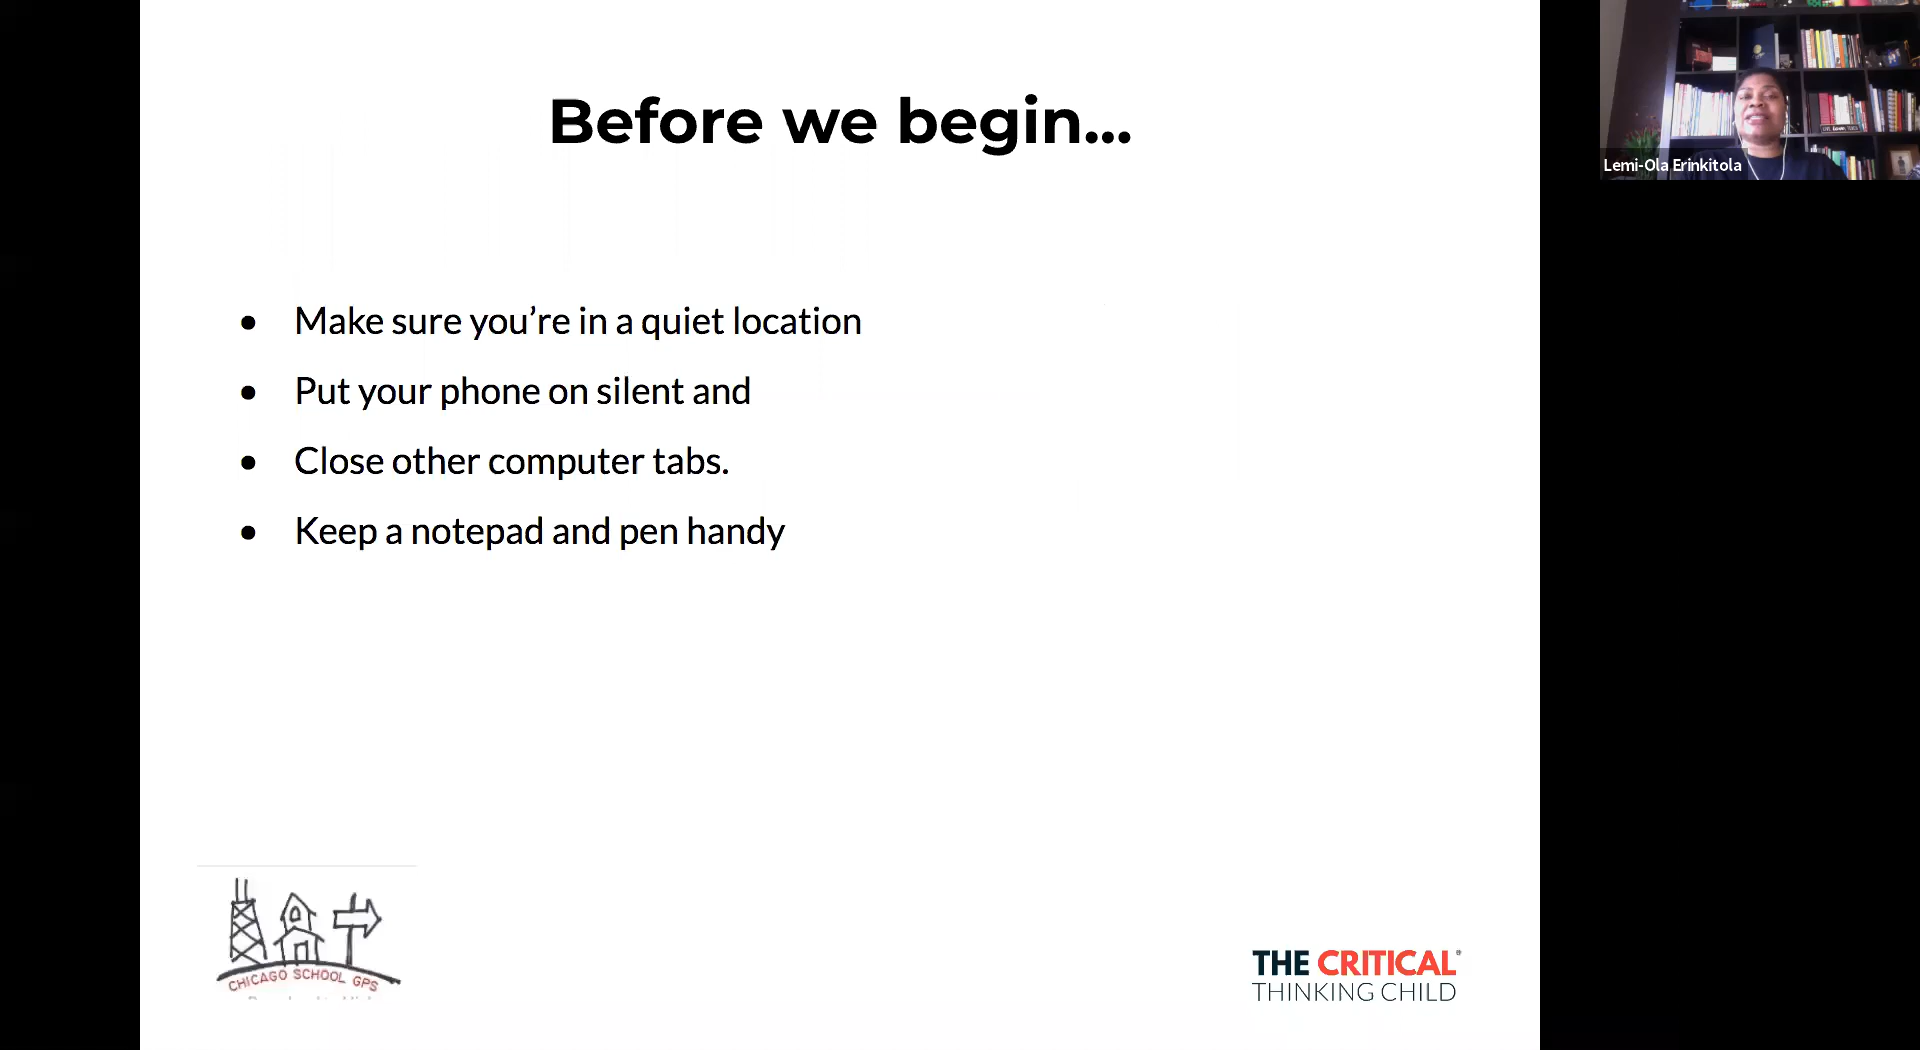 Before we begin...
● Make sure you're in a quiet location
● Put your phone on silent and
● Close other computer tabs.
● Keep a notepad and pen handy
Lemi-Ola Erinkitola
CHICAGO SCHOOL GPS
THE CRITICAL®
THINKING CHILD